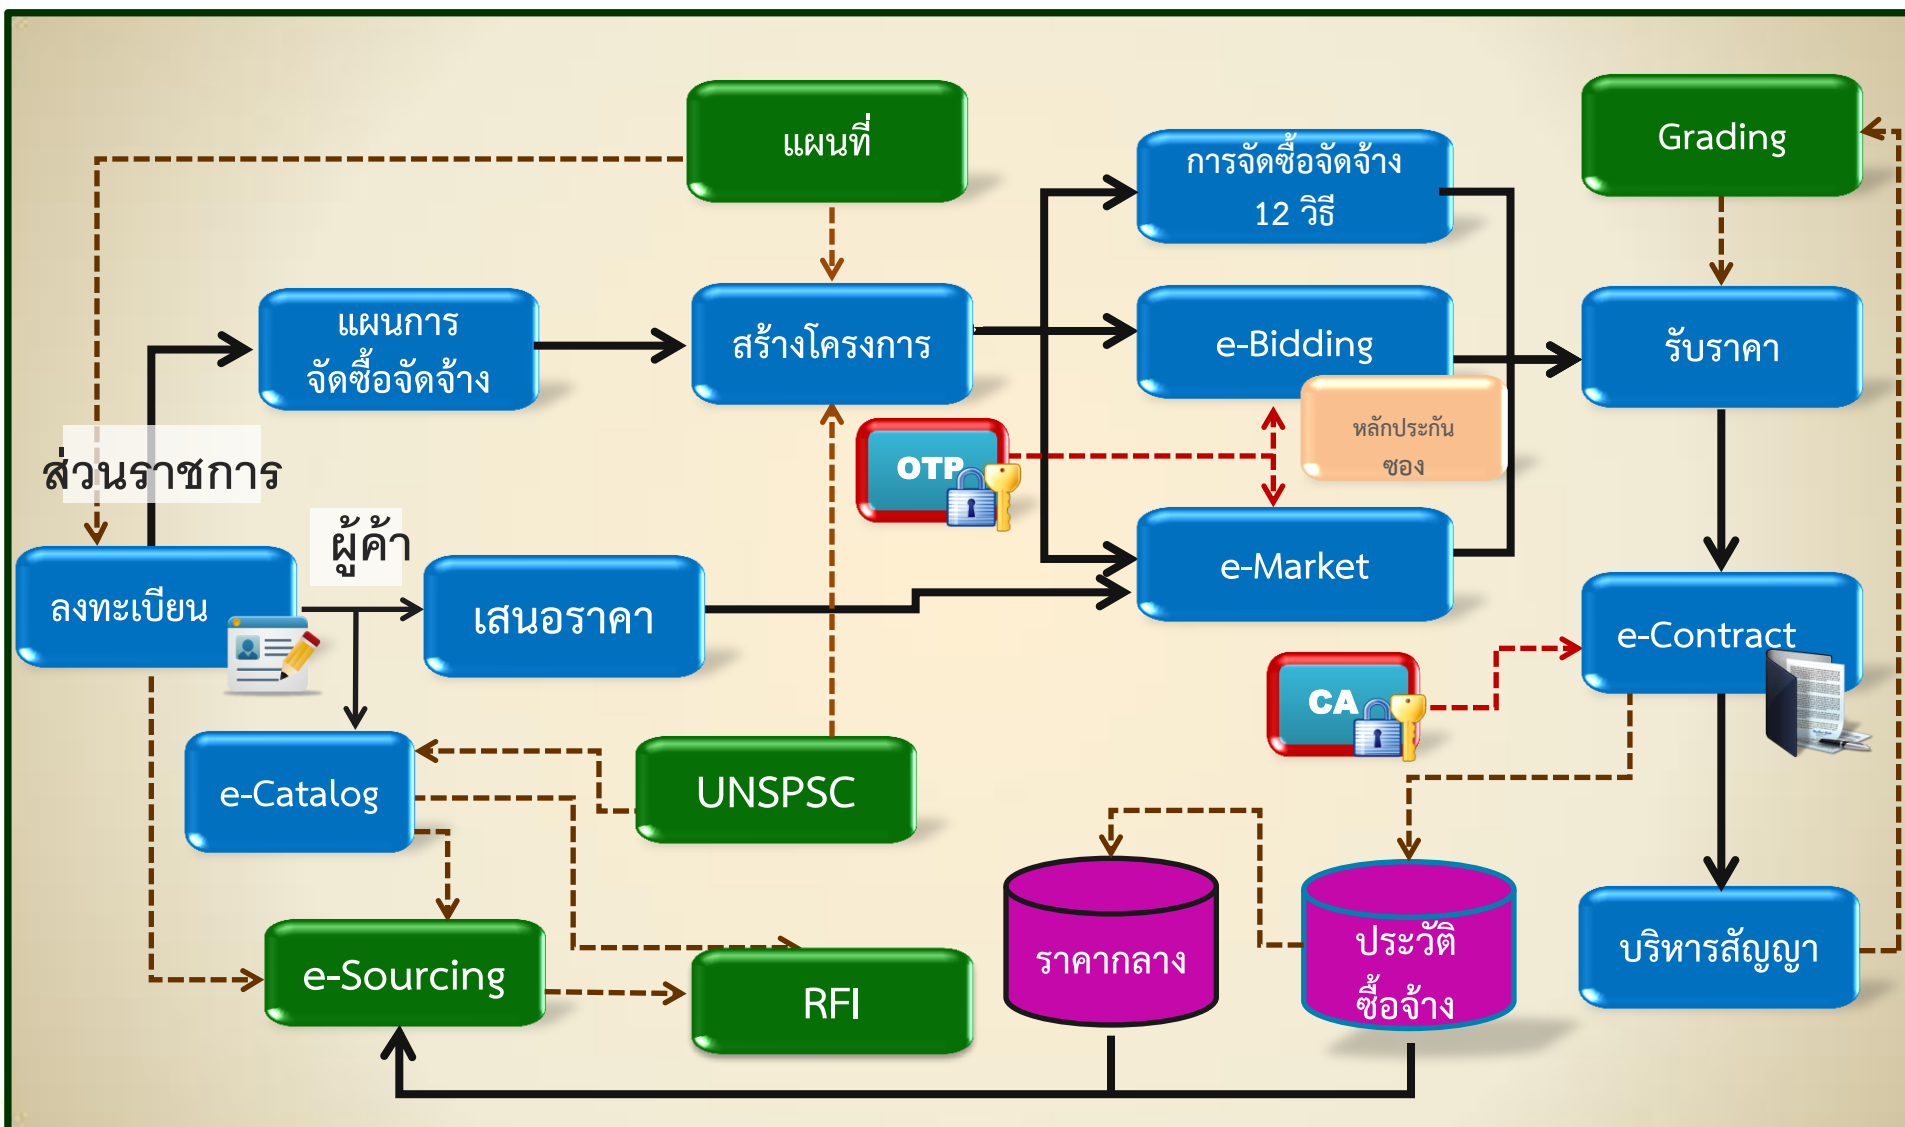 แผนที่
การจัดซื้อจัดจ้าง
12 วิธี
Grading
แผนการ
จัดซื้อจัดจ้าง
สร้างโครงการ
e-Bidding
รับราคา
หลักประกัน
ซอง
OTP
ส่วนราชการ
ผู้ค้า
ลงทะเบียน
เสนอราคา
e-Market
e-Contract
CA
e-Catalog
UNSPSC
e-Sourcing
RFI
ราคากลาง
ประวัติ
ซื้อจ้าง
บริหารสัญญา